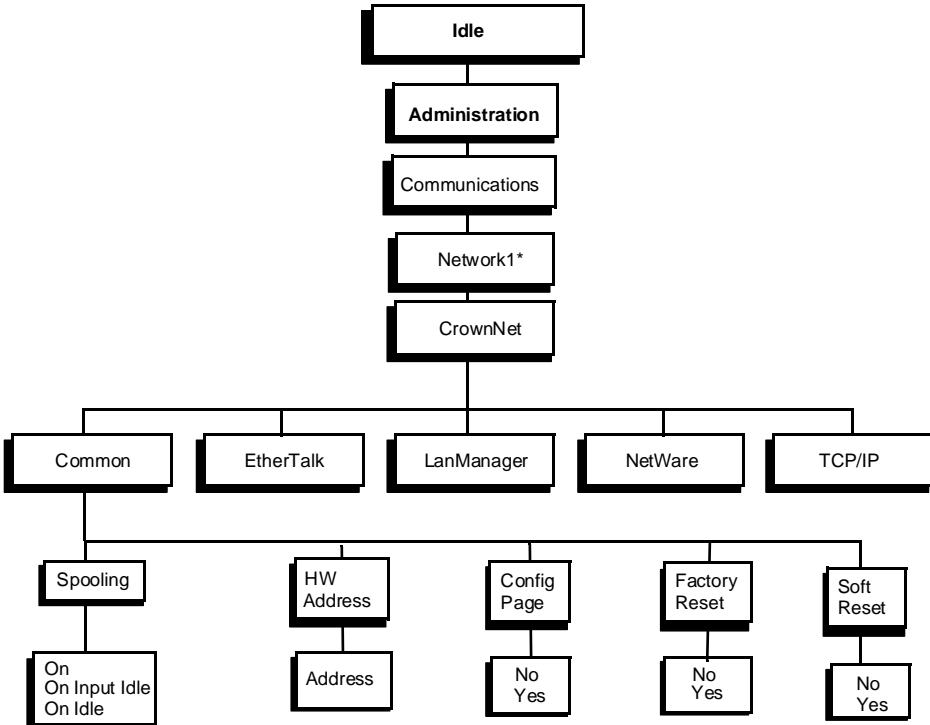 Idle
Administration
Communications
Network1*
CrownNet
Common
EtherTalk
LanManager
NetWare
TCP/IP
Spooling
HW
Address
Config
Page
Factory
Reset
Soft
Reset
On
On Input Idle
On Idle
Address
No
Yes
No
Yes
No
Yes